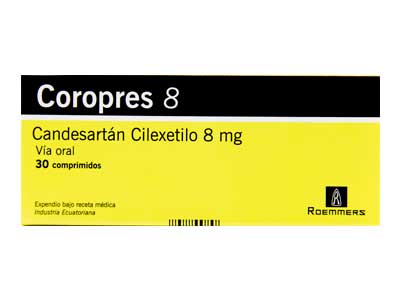 Coropres 8
Candesartán Cilexetilo 8 mg
Vía oral
30 comprimidos
Expendio bajo receta médica
Industria Ecuatoriana
ROEMMERS